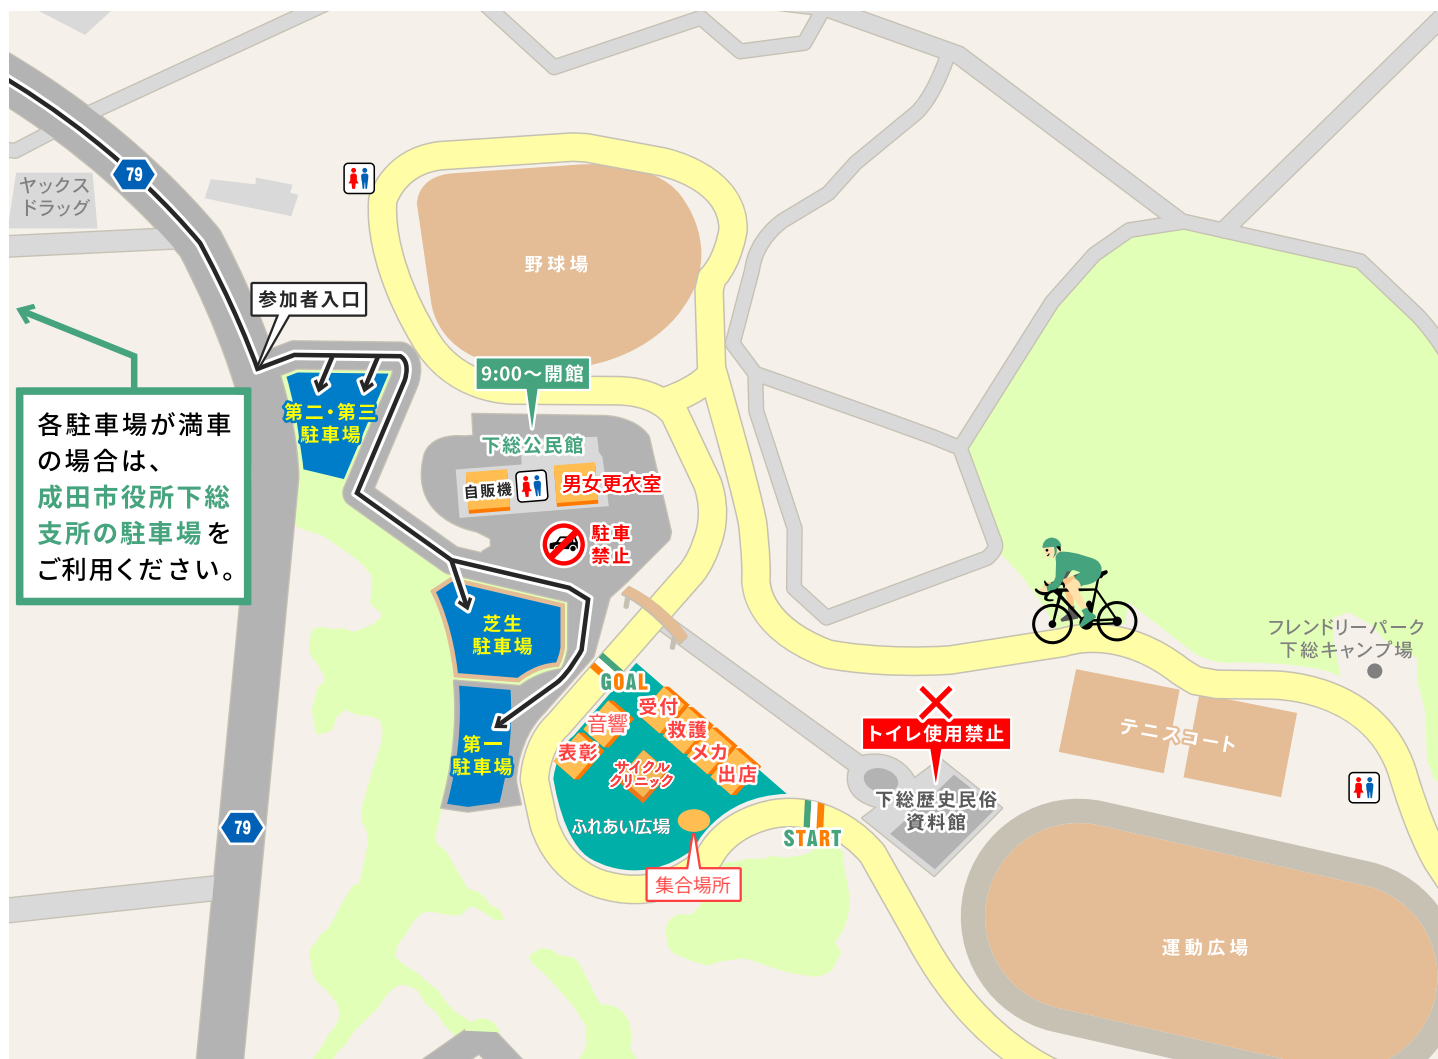 79
ヤックス
ドラッグ
参加者入口
野球場
9:00～開館
各駐車場が満車
の場合は、
成田市役所下総
支所の駐車場を
ご利用ください。
第二・第三
駐車場
下総公民館
自販機
男女更衣室
駐車
禁止
芝生
駐車場
フレンドリーパーク
下総キャンプ場
GOAL
受付
音響
救護
表彰
メカ
出店
サイクル
クリニック
トイレ使用禁止
テニスコート
第一
駐車場
下総歴史民俗
資料館
79
ふれあい広場
START
集合場所
運動広場